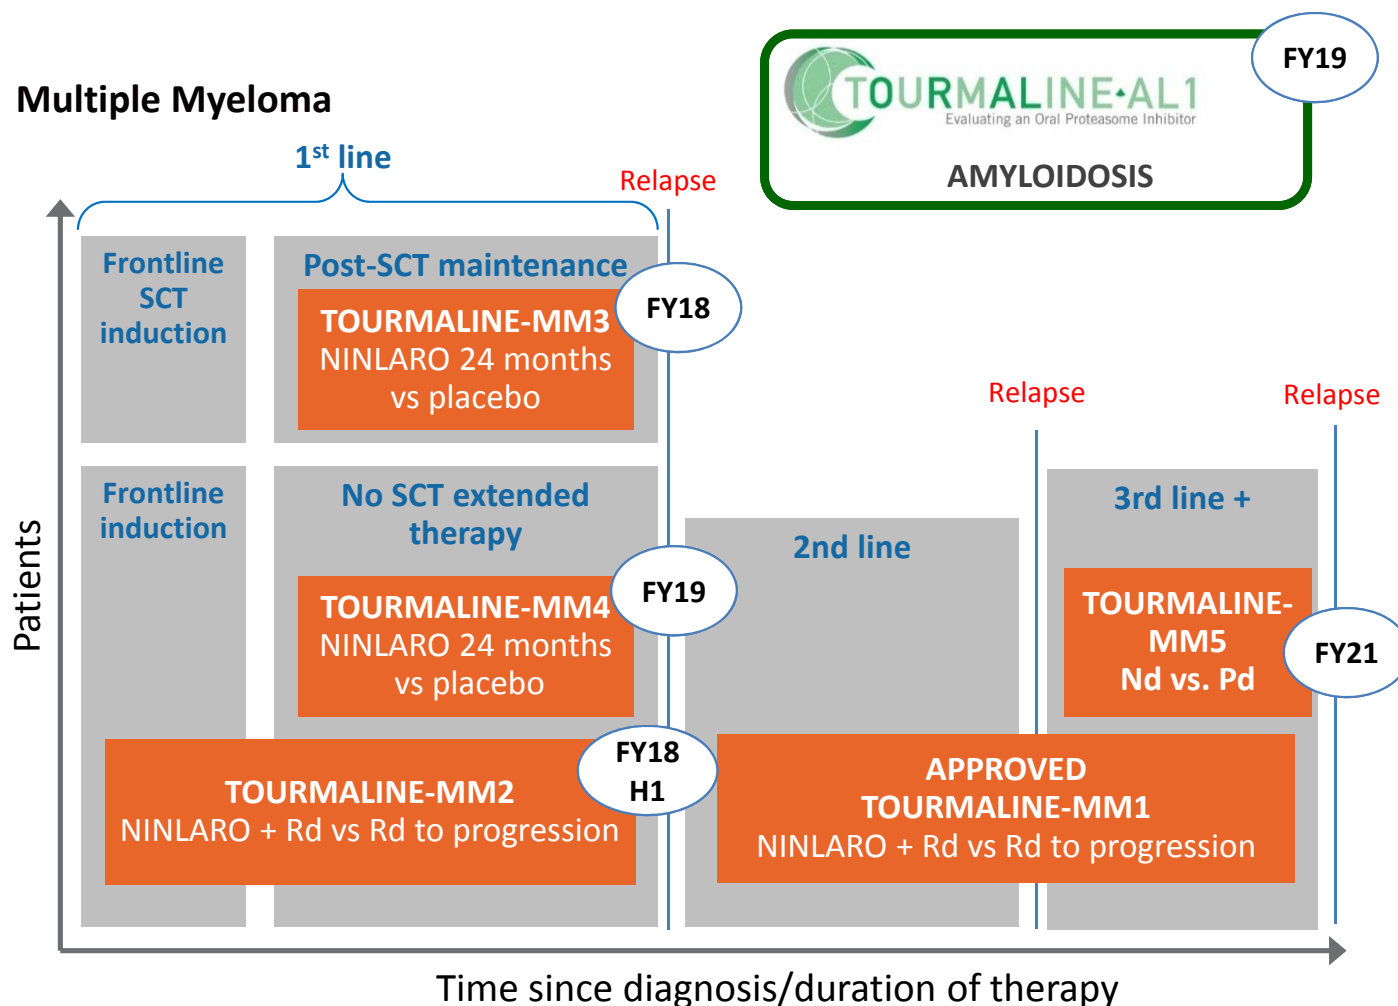 Multiple Myeloma
TOURMALINE·AL1
Evaluating an Oral Proteasome Inhibitor
AMYLOIDOSIS
FY19
1st line
Relapse
Frontline
SCT
induction
Post-SCT maintenance
TOURMALINE-MM3
NINLARO 24 months
vs placebo
FY18
Relapse
Relapse
Frontline
induction
No SCT extended
therapy
TOURMALINE-MM4
NINLARO 24 months
vs placebo
FY19
2nd line
3rd line +
TOURMALINE-
MM5
Nd vs. Pd
FY21
TOURMALINE-MM2
NINLARO + Rd vs Rd to progression
FY18
H1
APPROVED
TOURMALINE-MM1
NINLARO + Rd vs Rd to progression
Patients
Time since diagnosis/duration of therapy